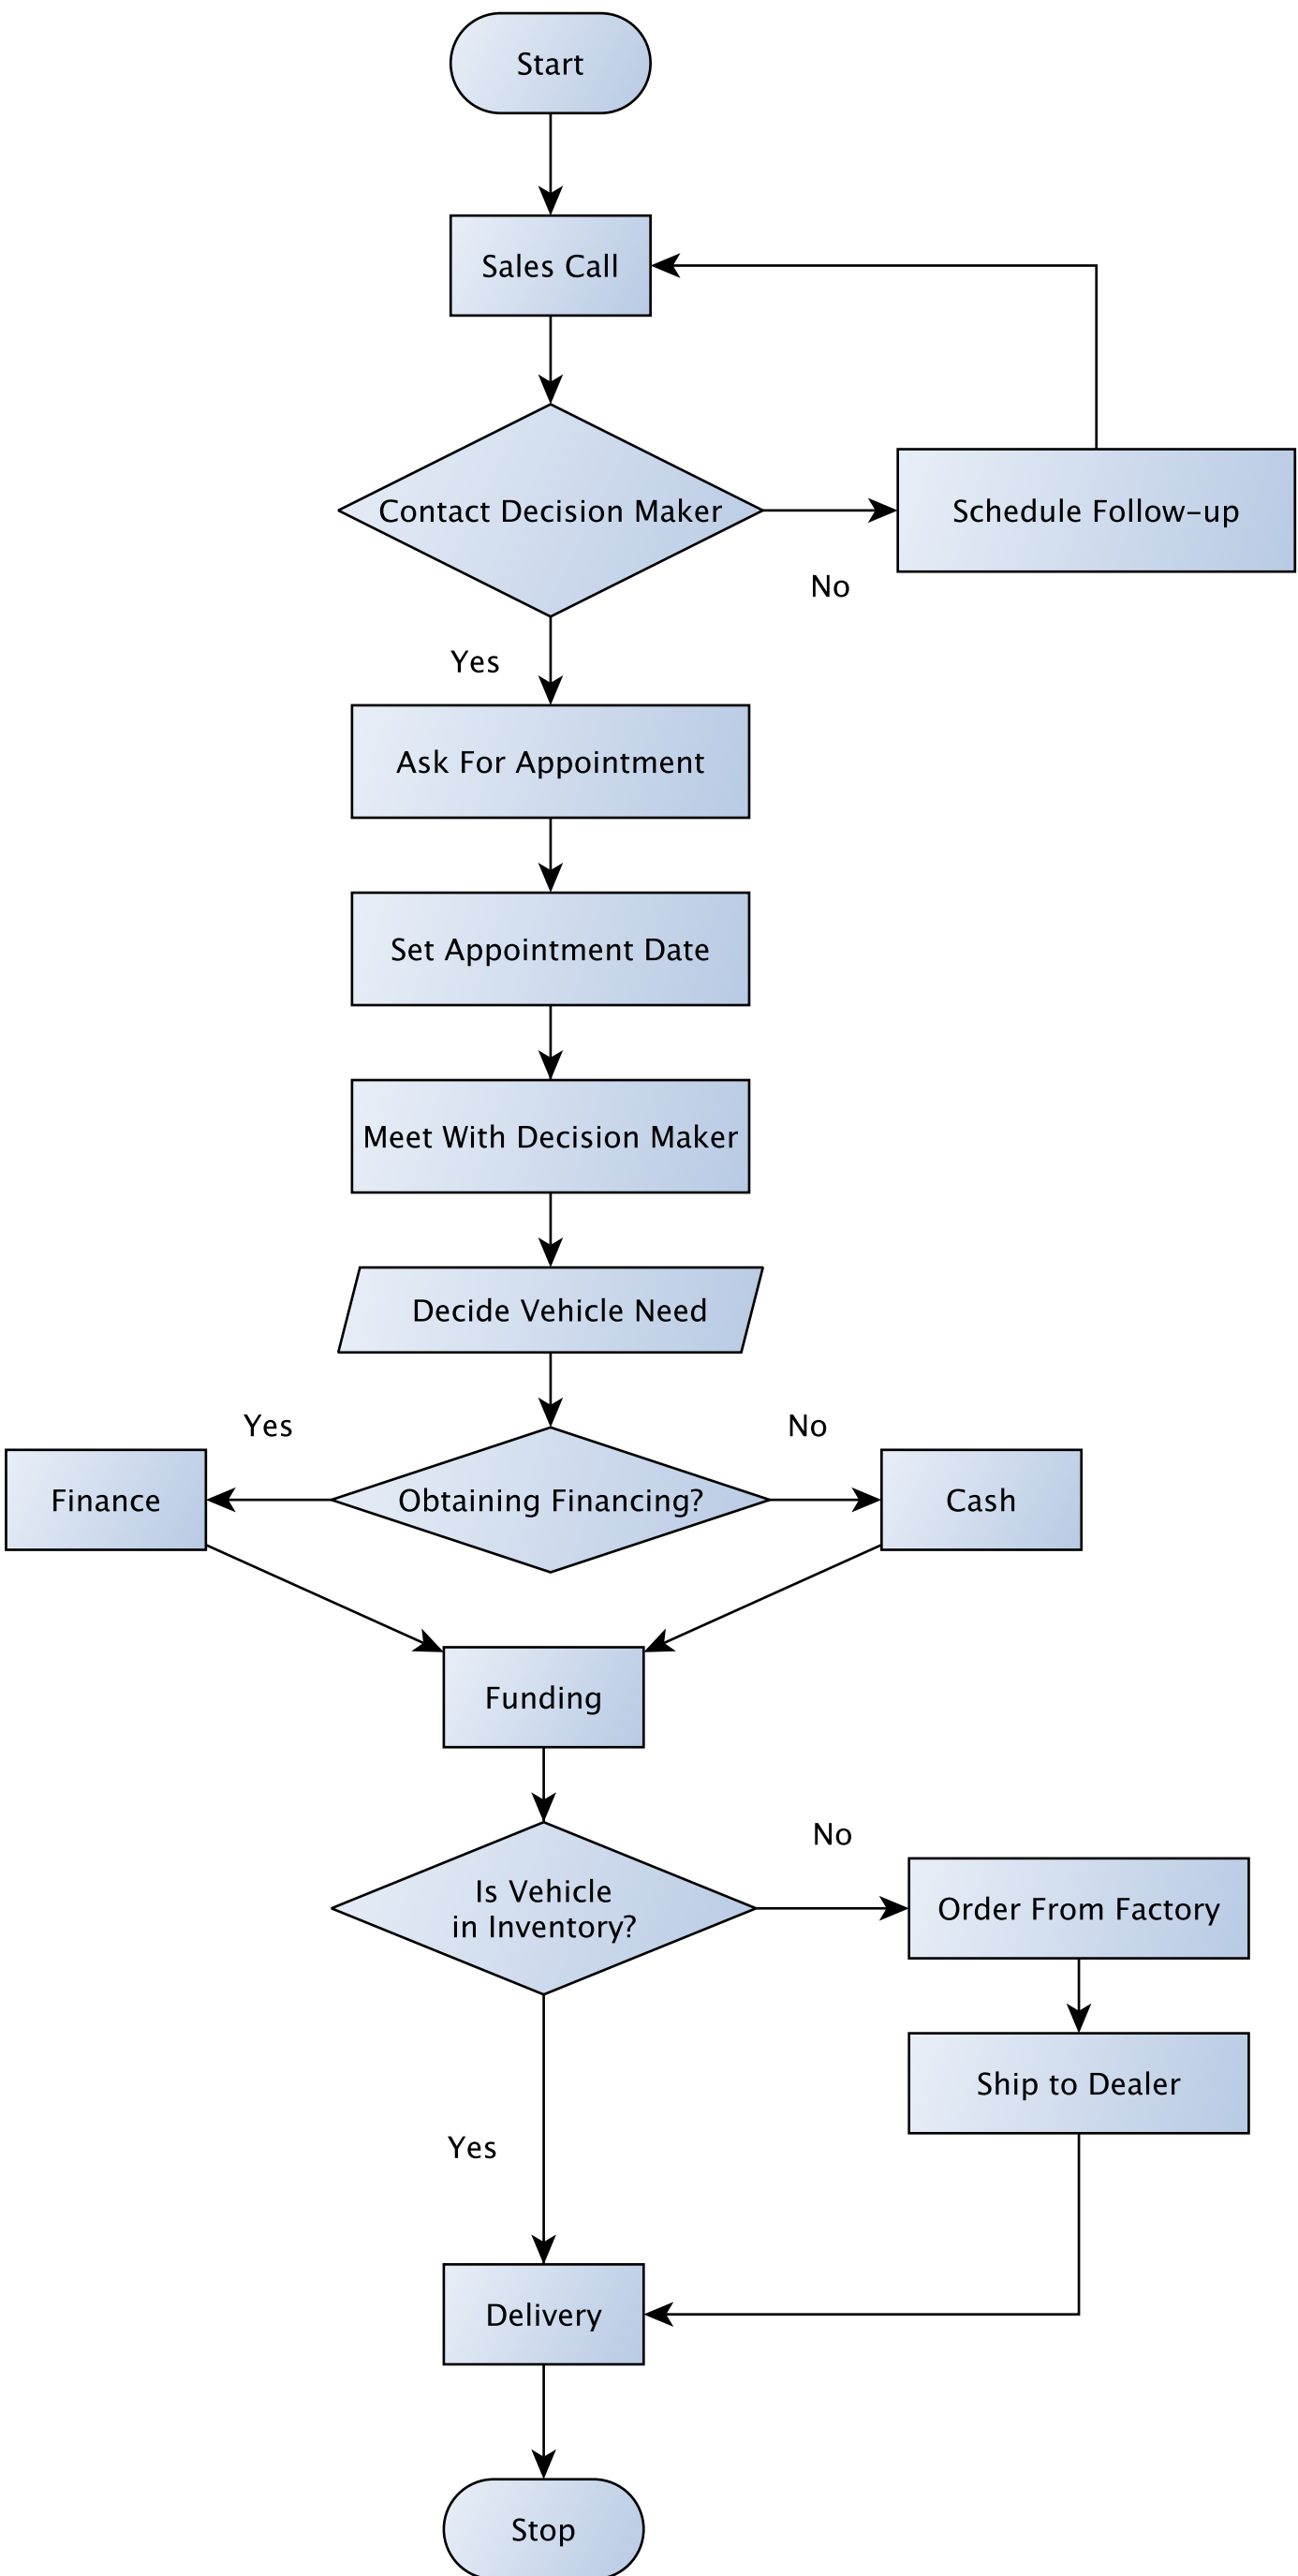 Start
Sales Call
Contact Decision Maker
Schedule Follow-up
No
Yes
Ask For Appointment
Set Appointment Date
Meet With Decision Maker
Decide Vehicle Need
Yes
No
Finance
Obtaining Financing?
Cash
Funding
No
Is Vehicle
in Inventory?
Order From Factory
Ship to Dealer
Yes
Delivery
Stop